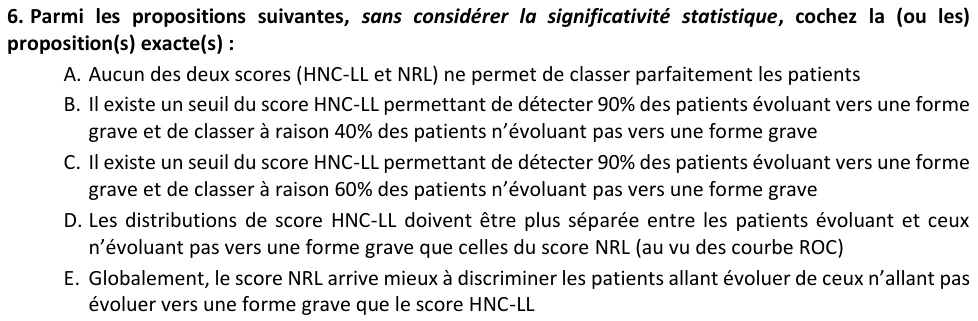 6. Parmi les propositions suivantes, sans considérer la significativité statistique, cochez la (ou les)
proposition(s) exacte(s) :
A. Aucun des deux scores (HNC-LL et NRL) ne permet de classer parfaitement les patients
B. Il existe un seuil du score HNC-LL permettant de détecter 90% des patients évoluant vers une forme
grave et de classer à raison 40% des patients n’évoluant pas vers une forme grave
C. Il existe un seuil du score HNC-LL permettant de détecter 90% des patients évoluant vers une forme
grave et de classer à raison 60% des patients n’évoluant pas vers une forme grave
D. Les distributions de score HNC-LL doivent être plus séparée entre les patients évoluant et ceux
n’évoluant pas vers une forme grave que celles du score NRL (au vu des courbe ROC)
E. Globalement, le score NRL arrive mieux à discriminer les patients allant évoluer de ceux n’allant pas
évoluer vers une forme grave que le score HNC-LL